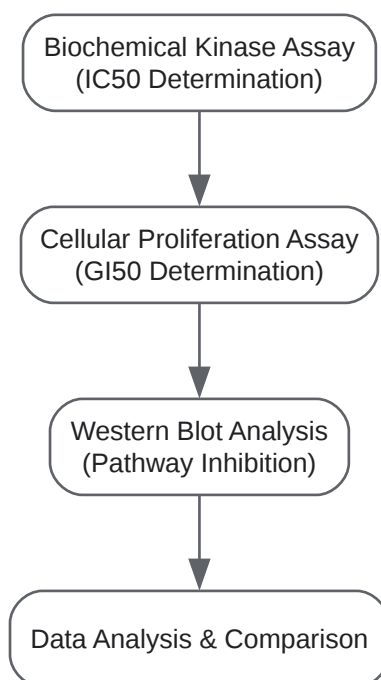 Biochemical Kinase Assay
(IC50 Determination)
Cellular Proliferation Assay
(GI50 Determination)
Western Blot Analysis
(Pathway Inhibition)
Data Analysis & Comparison